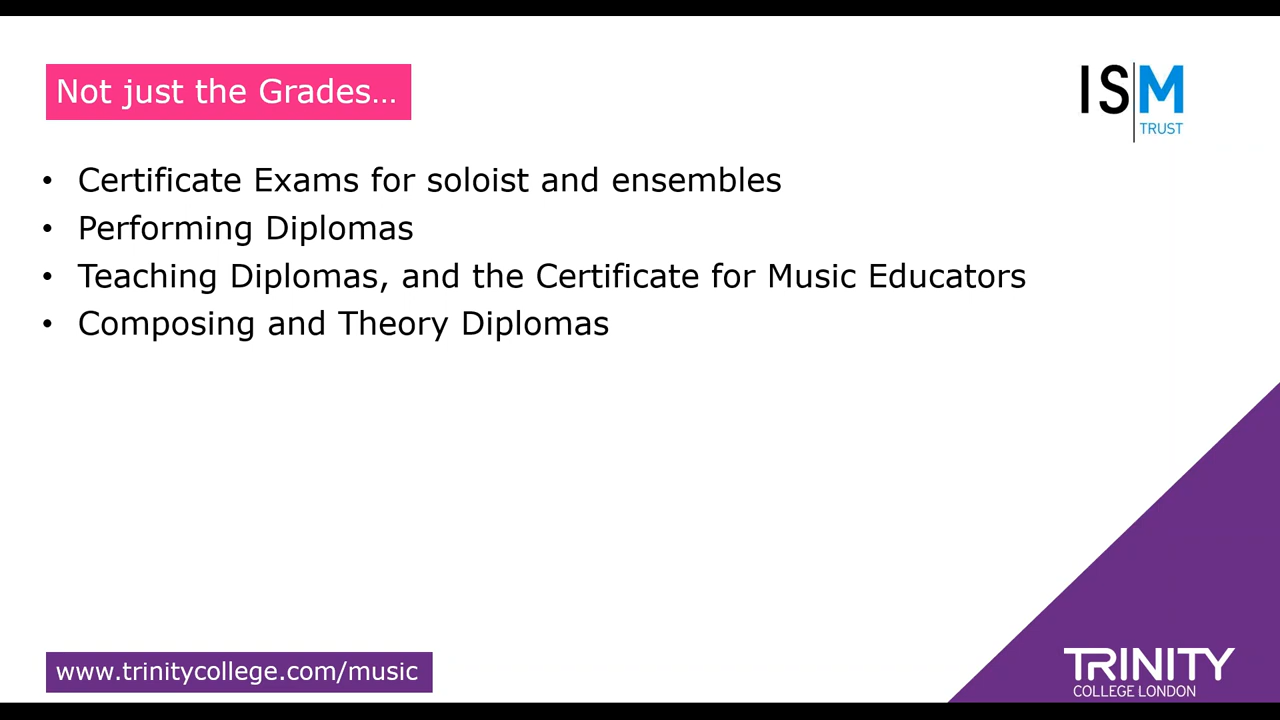 Not just the Grades...
ISM
TRUST
• Certificate Exams for soloist and ensembles
• Performing Diplomas
• Teaching Diplomas, and the Certificate for Music Educators
• Composing and Theory Diplomas
www.trinitycollege.com/music
TRINITY
COLLEGE LONDON